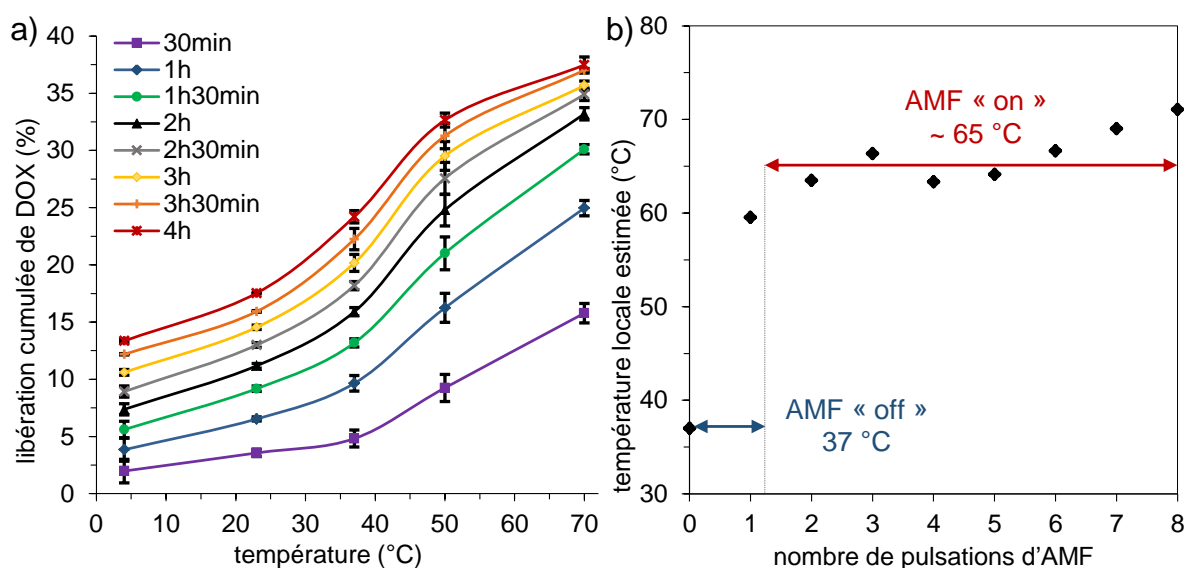 a)
libération cumulée de DOX (%)
40
35
30
25
20
15
10
5
0
30min
1h
1h30min
2h
2h30min
3h
3h30min
4h
0 10 20 30 40 50 60 70
température (°C)
b)
température locale estimée (°C)
80
70
60
50
40
30
AMF « on »
~ 65 °C
AMF « off »
37 °C
0 1 2 3 4 5 6 7 8
nombre de pulsations d’AMF